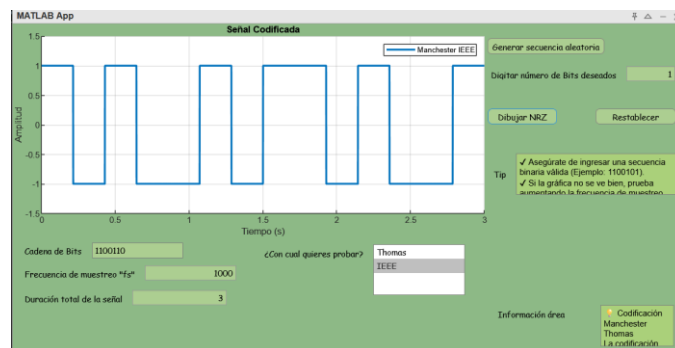 MATLAB App
Señal Codificada
Manchester IEEE
1.5
1
0.5
0
-0.5
-1
-1.5
Amplitud
0
0.5
1
1.5
2
2.5
3
Tiempo (s)
Generar secuencia aleatoria
Digitar número de Bits deseados
1
Dibujar NRZ
Restablecer
Tip
✓ Asegúrate de ingresar una secuencia
binaria válida (Ejemplo: 1100101).
✓ Si la gráfica no se ve bien, prueba
aumentando la frecuencia de muestreo
Cadena de Bits
1100110
Frecuencia de muestreo "fs"
1000
Duración total de la señal
3
¿Con cual quieres probar?
Thomas
IEEE
Información área
💡 Codificación
Manchester
Thomas
La codificación